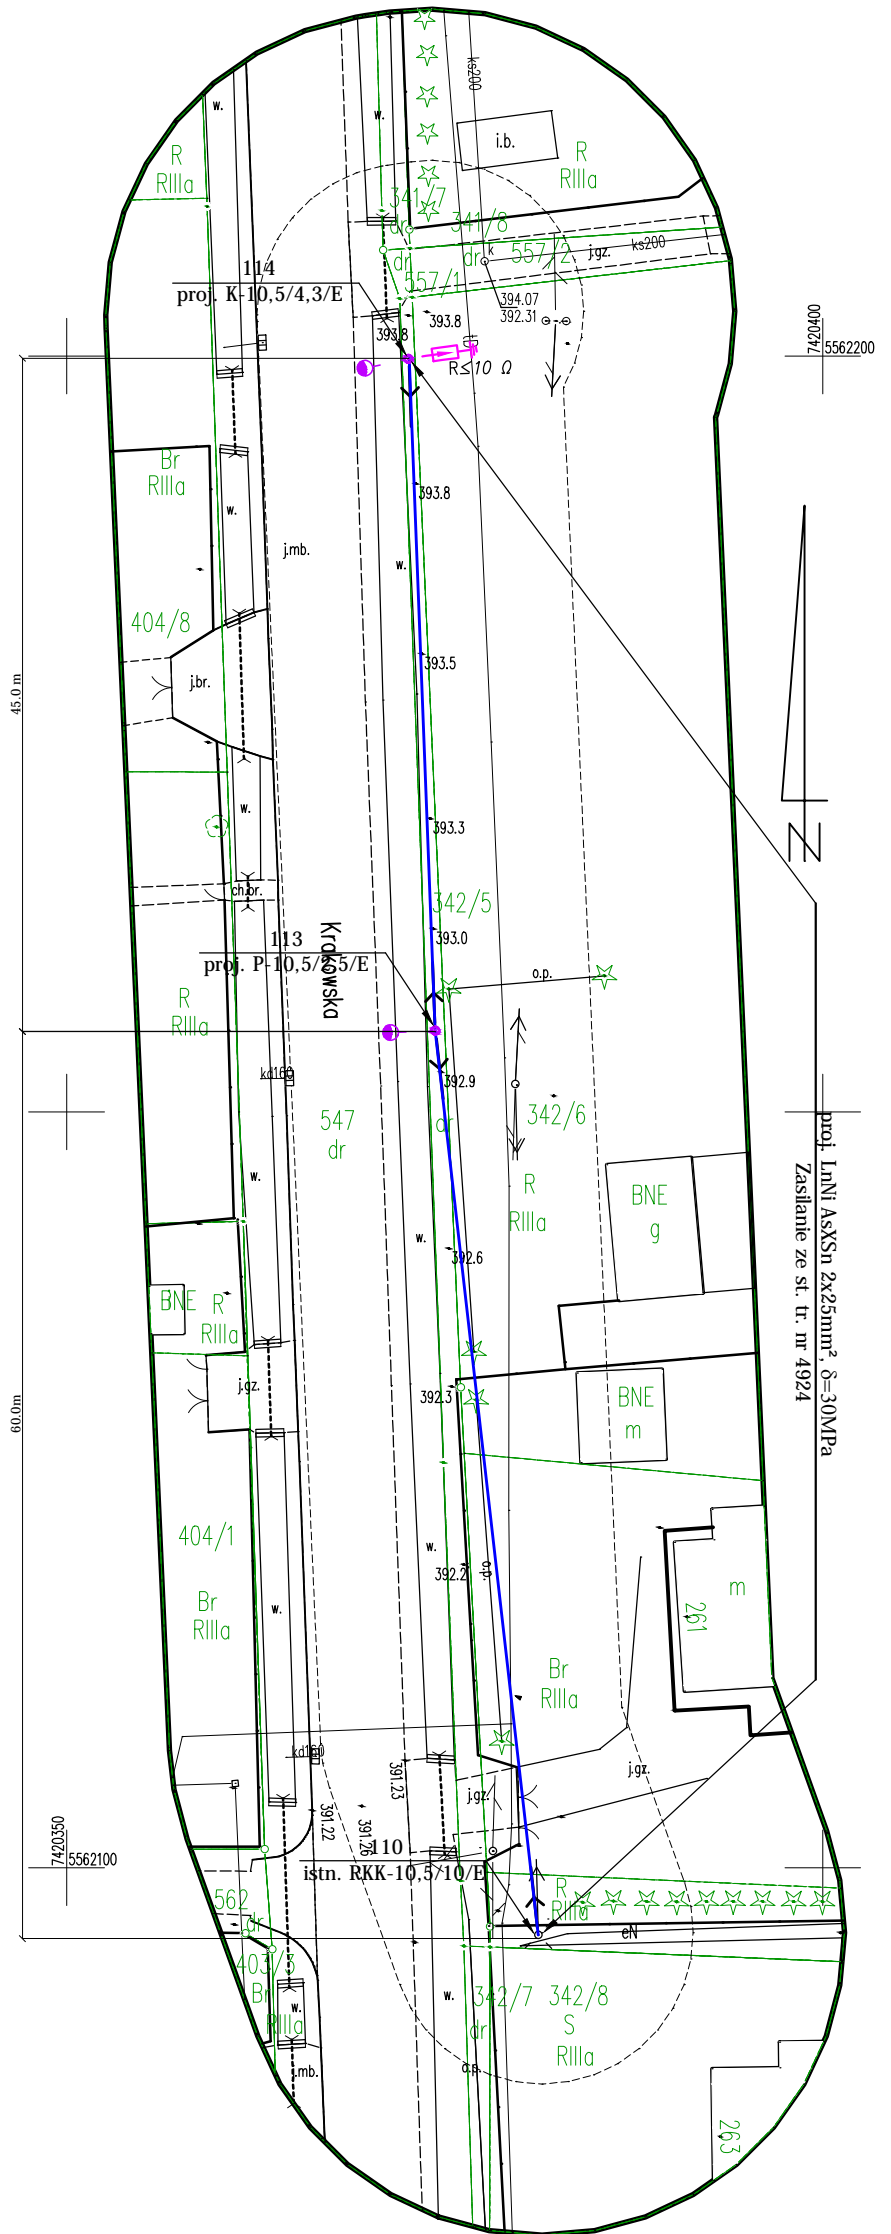 ks200
w.
w.
i.b.
R
RIIIa
R
RIIIa
341/7
dr
341/8
dr
557/2
j.gz.
ks200
k
dr
557/1
114
proj. K-10,5/4,3/E
394.07
392.31
393.8
393.8
tD
R≤10 Ω
7420400
5562200
Br
RIIIa
393.8
w.
j.mb.
w.
404/8
393.5
j.br.
45.0 m
w.
393.3
N
ch.br.
342/5
393.0
Krakowska
113
o.p.
R
RIIIa
kd160
392.9
547
dr
dr
342/6
proj. LnNi AsXSn 2x25mm², δ=30MPa
Zasilanie ze st. tr. nr 4924
w.
R
RIIIa
BNE
g
w.
392.6
BNE
R
RIIIa
j.gz.
392.3
BNE
m
60.0m
404/1
w.
392.2
o.p.
Br
RIIIa
w.
m
261
Br
RIIIa
kd160
391.23
j.gz.
j.gz.
391.22
391.26
7420350
5562100
110
istn. RKK-10,5/10/E
R
RIIIa
562
dr
eN
403/3
Br
RIIIa
w.
w.
342/7
dr
342/8
S
RIIIa
o.p.
263